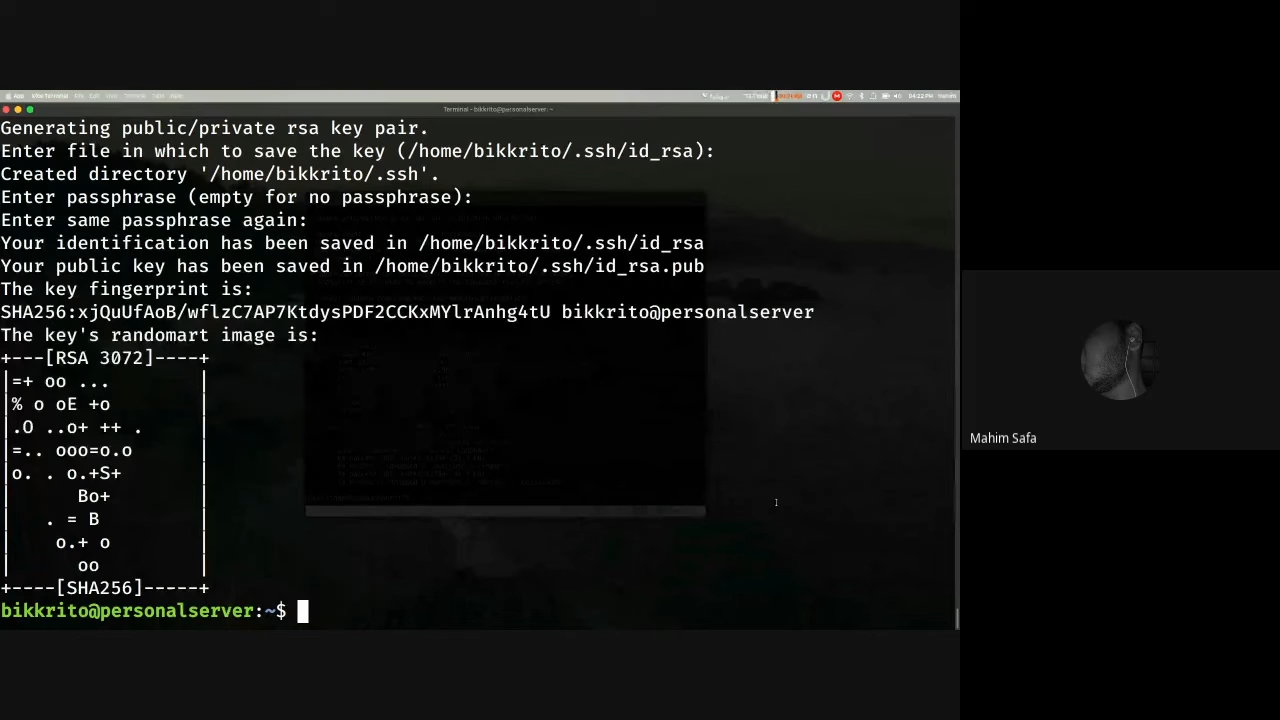 Terminal - bikkrito@personalserver: ~
Generating public/private rsa key pair.
Enter file in which to save the key (/home/bikkrito/.ssh/id_rsa):
Created directory '/home/bikkrito/.ssh'.
Enter passphrase (empty for no passphrase):
Enter same passphrase again:
Your identification has been saved in /home/bikkrito/.ssh/id_rsa
Your public key has been saved in /home/bikkrito/.ssh/id_rsa.pub
The key fingerprint is:
SHA256:xjQuUfAoB/wflzC7AP7KtdysPDF2CCKxMYlrAnhg4tU bikkrito@personalserver
The key's randomart image is:
+---[RSA 3072]----+
|=+ oo ...        |
|% o oE +o        |
|.O ..o+ ++ .     |
|=.. ooo=o.o      |
|o. . o.+S+       |
|      Bo+        |
|   . = B         |
|    o.+ o        |
|      oo         |
+----[SHA256]-----+
bikkrito@personalserver:~$
Mahim Safa